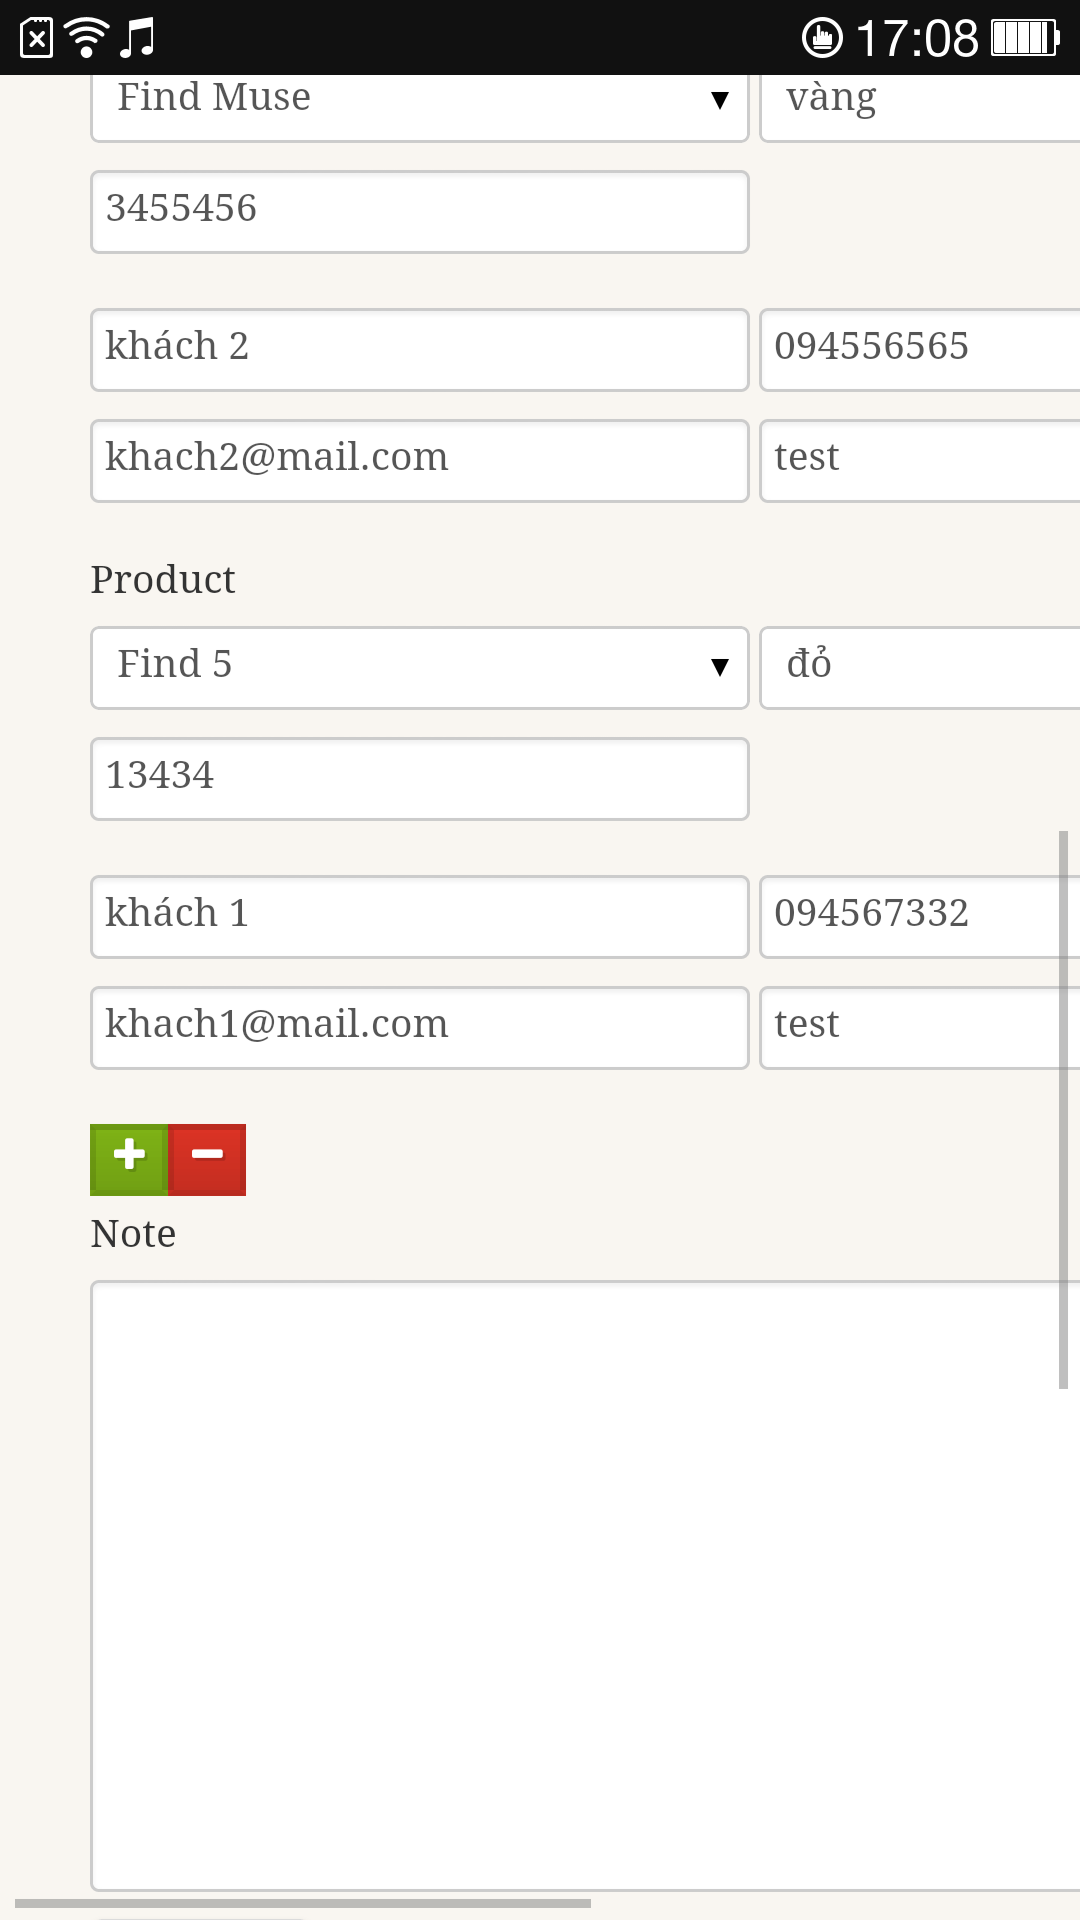 17:08
Find Muse vàng
3455456
khách 2 094556565
khach2@mail.com test
Product
Find 5 đỏ
13434
khách 1 094567332
khach1@mail.com test
Note